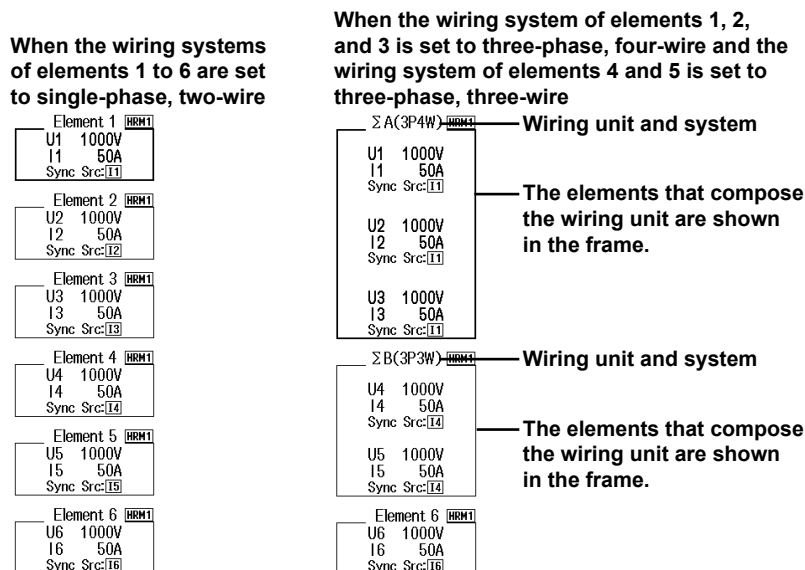 When the wiring systems
of elements 1 to 6 are set
to single-phase, two-wire
Element 1 HRM1
U1 1000V
I1 50A
Sync Src:I1
Element 2 HRM1
U2 1000V
I2 50A
Sync Src:I2
Element 3 HRM1
U3 1000V
I3 50A
Sync Src:I3
Element 4 HRM1
U4 1000V
I4 50A
Sync Src:I4
Element 5 HRM1
U5 1000V
I5 50A
Sync Src:I5
Element 6 HRM1
U6 1000V
I6 50A
Sync Src:I6
When the wiring system of elements 1, 2,
and 3 is set to three-phase, four-wire and the
wiring system of elements 4 and 5 is set to
three-phase, three-wire
ΣA(3P4W) HRM1
Wiring unit and system
U1 1000V
I1 50A
Sync Src:I1
U2 1000V
I2 50A
Sync Src:I1
U3 1000V
I3 50A
Sync Src:I1
The elements that compose
the wiring unit are shown
in the frame.
ΣB(3P3W) HRM1
Wiring unit and system
U4 1000V
I4 50A
Sync Src:I4
U5 1000V
I5 50A
Sync Src:I4
The elements that compose
the wiring unit are shown
in the frame.
Element 6 HRM1
U6 1000V
I6 50A
Sync Src:I6